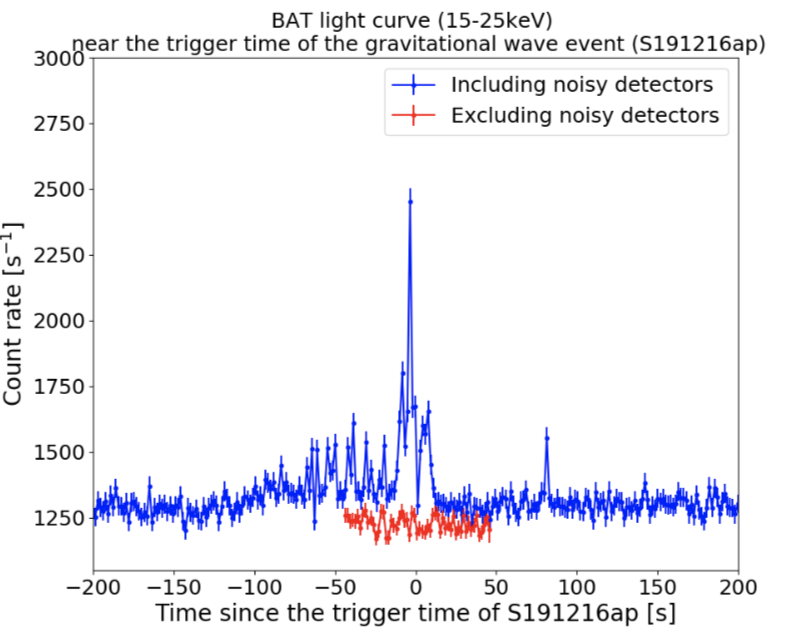 BAT light curve (15-25keV)
near the trigger time of the gravitational wave event (S191216ap)
Including noisy detectors
Excluding noisy detectors
3000
2750
2500
2250
2000
1750
1500
1250
Count rate [s⁻¹]
−200 −150 −100 −50 0 50 100 150 200
Time since the trigger time of S191216ap [s]